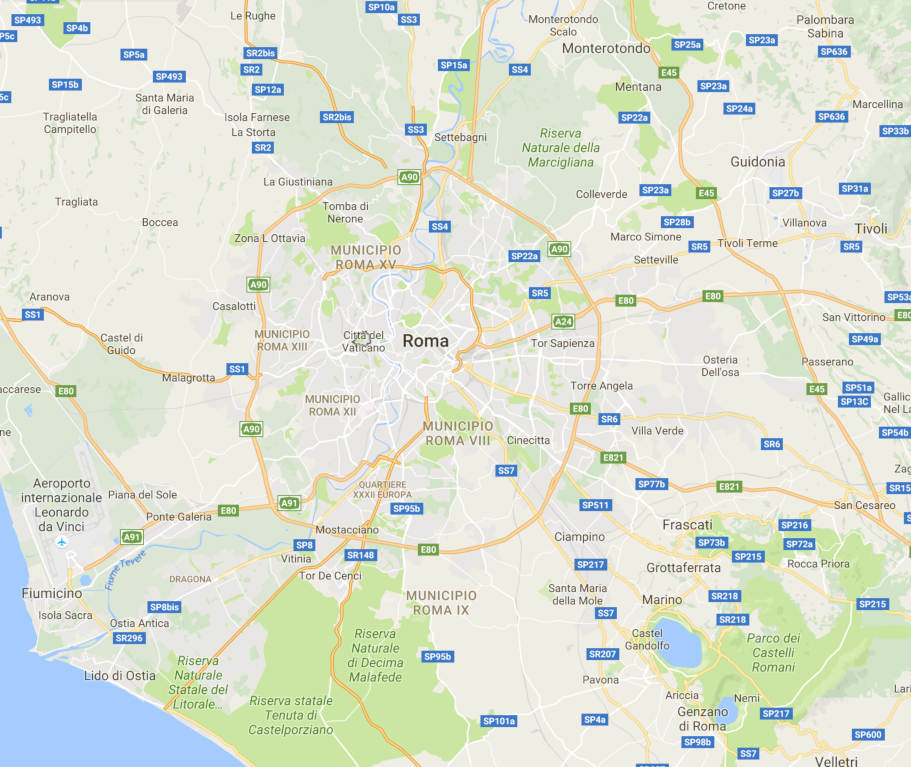 SP493
SP4b
SP5c
Le Rughe
SP10a
SS3
Cretone
Monterotondo
Scalo
Monterotondo
Palombara
Sabina
SP23a
SP636
SP25a
SP5a
SR2bis
SR2
SP15a
SS4
E45
SP15b
SP493
SP12a
Mentana
SP23a
Santa Maria
di Galeria
Marcellina
SP24a
SP636
SP22a
Tragliatella
Campitello
Isola Farnese
La Storta
SR2bis
SS3
Settebagni
SP33b
SR2
Riserva
Naturale della
Marcigliana
Guidonia
La Giustiniana
A90
Colleverde
SP23a
E45
SP27b
SP31a
Tragliata
Boccea
Tomba di
Nerone
SS4
SP28b
Villanova
Tivoli
Zona L Ottavia
MUNICIPIO
ROMA XV
SP22a
A90
Marco Simone
SR5
Tivoli Terme
SR5
Setteville
A90
SR5
E80
E80
SP53a
Aranova
SS1
Casalotti
A24
San Vittorino
E80
Castel di
Guido
MUNICIPIO
ROMA XIII
Città del
Vaticano
Roma
Tor Sapienza
SP49a
Malagrotta
SS1
Osteria
Dell'osa
Passerano
E80
Torre Angela
E45
SP51a
SP13C
MUNICIPIO
ROMA XII
E80
SR6
A90
MUNICIPIO
ROMA VIII
Cinecittà
Villa Verde
SR6
SP54b
E821
SS7
SP77b
E821
Aeroporto
internazionale
Leonardo
da Vinci
Piana del Sole
QUARTIERE
XXXII EUROPA
A91
E80
SP95b
SP511
San Cesareo
Ponte Galeria
Mostacciano
Frascati
SP216
A91
SP8
SR148
E80
Ciampino
SP73b
SP215
SP72a
Fiume Tevere
Vitinia
SP217
Grottaferrata
Rocca Priora
DRAGONA
Tor De Cenci
Fiumicino
MUNICIPIO
ROMA IX
Santa Maria
della Mole
Marino
SR218
SP215
SP8bis
Isola Sacra
SS7
SR218
Ostia Antica
SR296
Riserva
Naturale
di Decima
Malafede
Castel
Gandolfo
Parco dei
Castelli
Romani
SP95b
SR207
Lido di Ostia
Riserva
Naturale
Statale del
Litorale...
Pavona
Ariccia
Nemi
Riserva statale
Tenuta di
Castelporziano
SP101a
SP4a
Genzano
di Roma
SP217
SP98b
SP600
SS7
Velletri